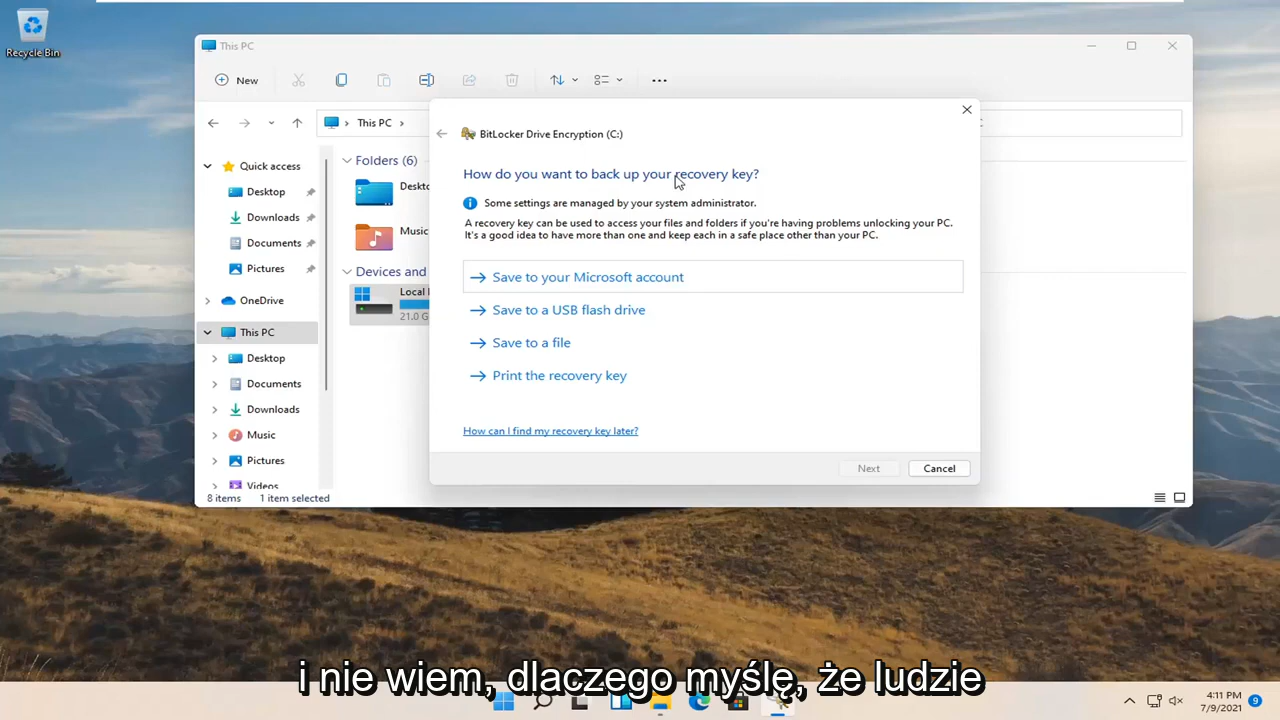 Recycle Bin
This PC
New
This PC
Quick access
Desktop
Downloads
Documents
Pictures
OneDrive
This PC
Desktop
Documents
Downloads
Music
Pictures
Videos
8 items
1 item selected
Folders (6)
Music
Devices and
Local
21.0 G
BitLocker Drive Encryption (C:)
How do you want to back up your recovery key?
Some settings are managed by your system administrator.
A recovery key can be used to access your files and folders if you're having problems unlocking your PC.
It's a good idea to have more than one and keep each in a safe place other than your PC.
Save to your Microsoft account
Save to a USB flash drive
Save to a file
Print the recovery key
How can I find my recovery key later?
Next
Cancel
i nie wiem, dlaczego myślę, że ludzie
4:11 PM
7/9/2021
9